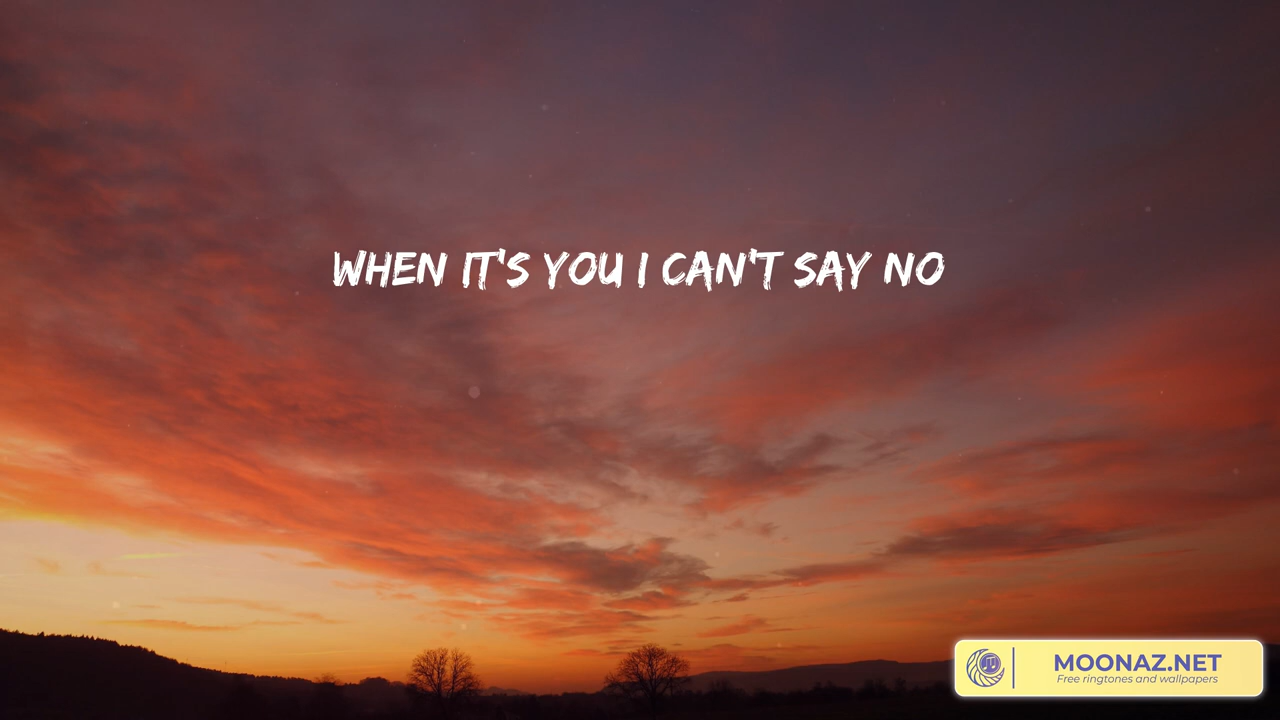 WHEN IT'S YOU I CAN'T SAY NO
MOONAZ.NET
Free ringtones and wallpapers